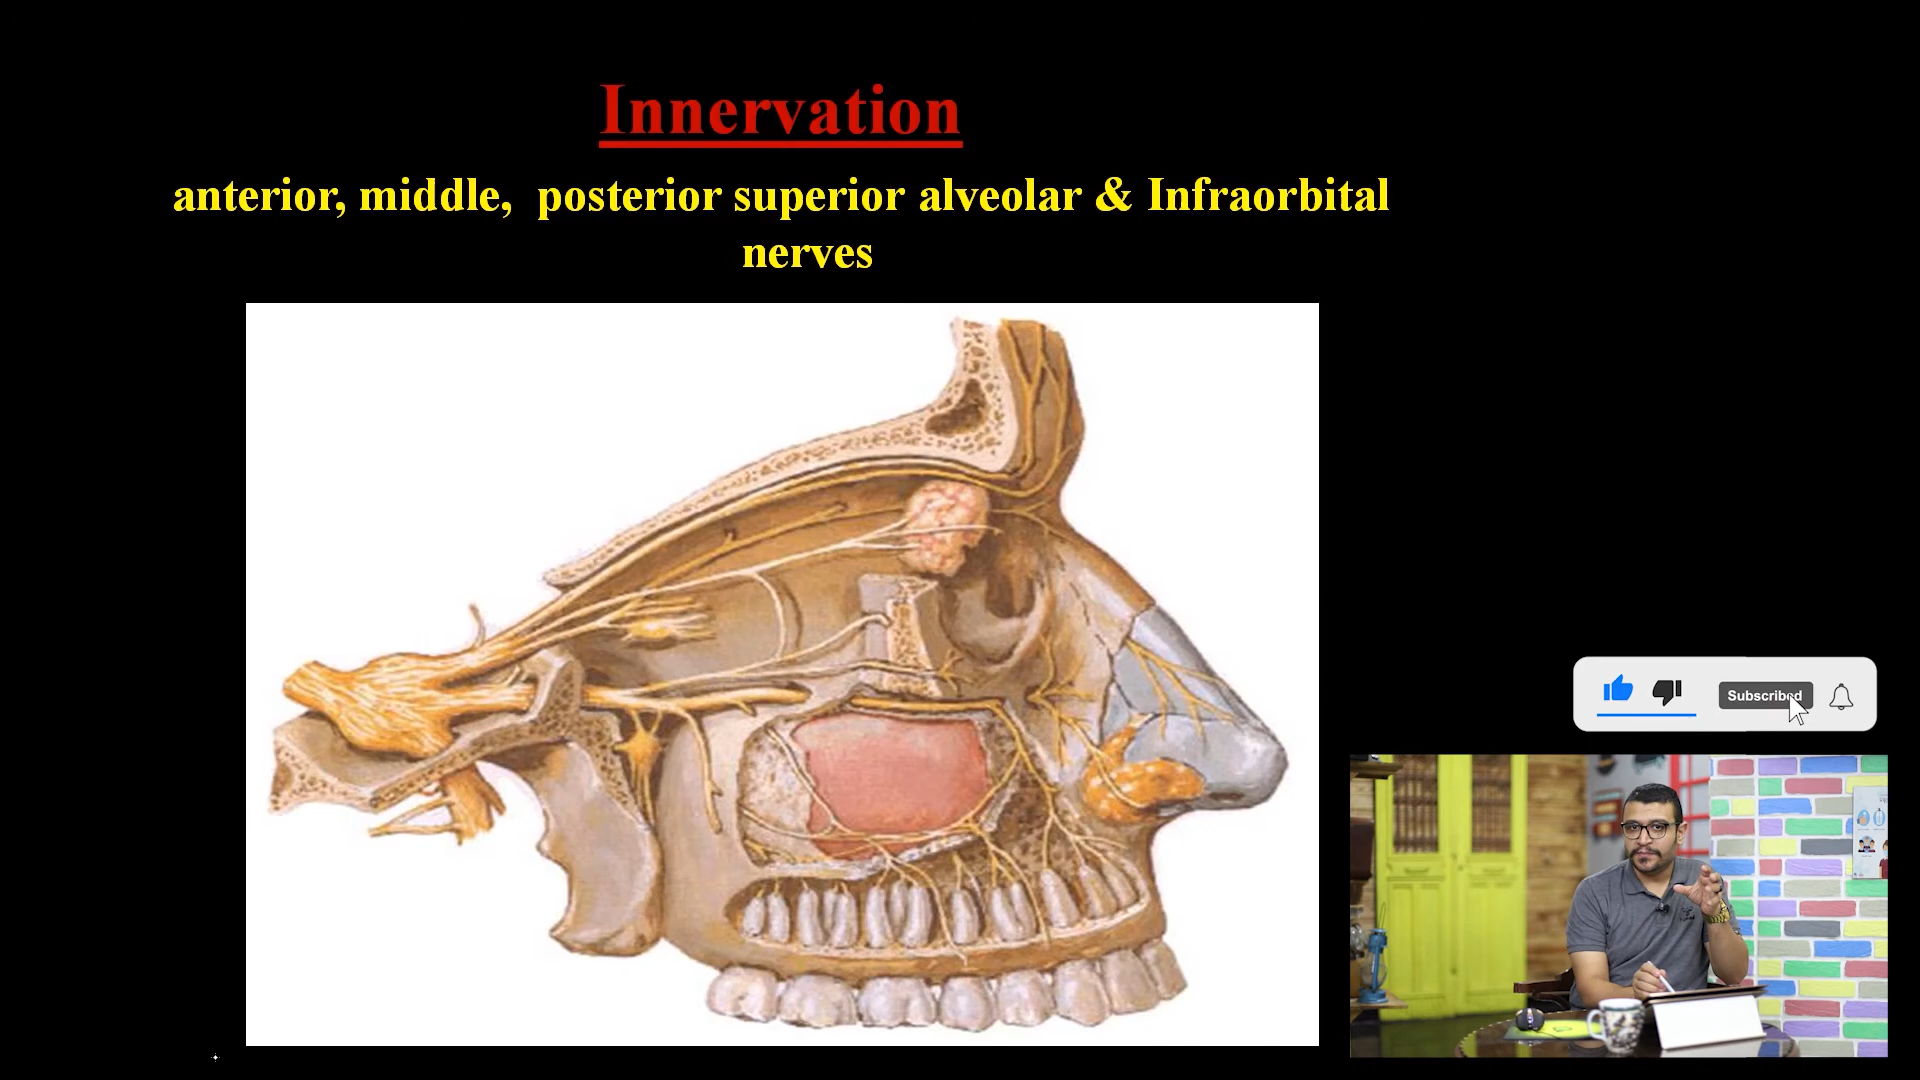 Innervation
anterior, middle,  posterior superior alveolar & Infraorbital
nerves
Subscribed